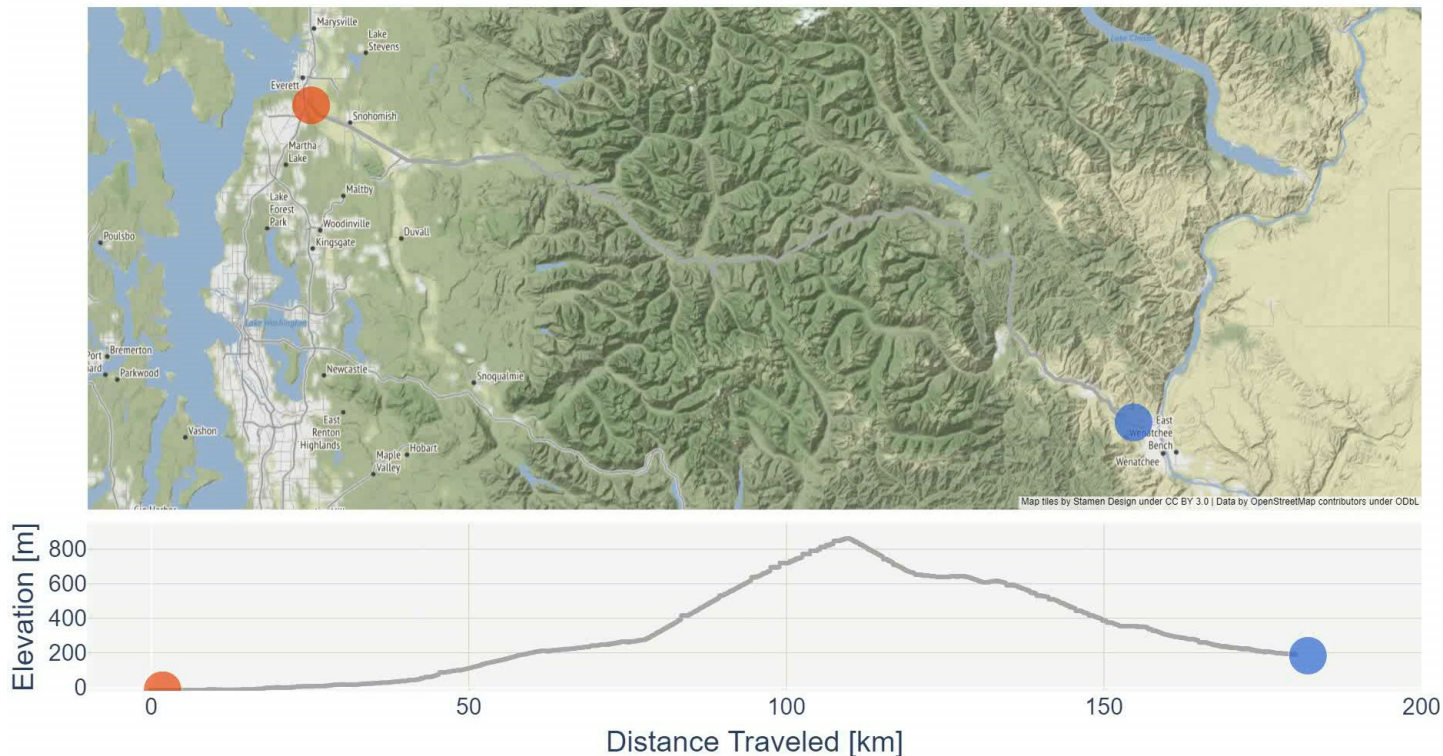 Marysville
Lake
Stevens
Everett
Snohomish
Martha
Lake
Maltby
Lake
Forest
Park
Woodinville
Kingsgate
Duvall
Poulsbo
Lake Washington
Port
Bremerton
ard
Parkwood
Newcastle
Snoqualmie
East
Renton
Highlands
Vashon
Hobart
Maple
Valley
East
Wenatchee
Bench
Wenatchee
Map tiles by Stamen Design under CC BY 3.0 | Data by OpenStreetMap contributors under ODbL
Elevation [m]
800
600
400
200
0
0
50
100
150
200
Distance Traveled [km]